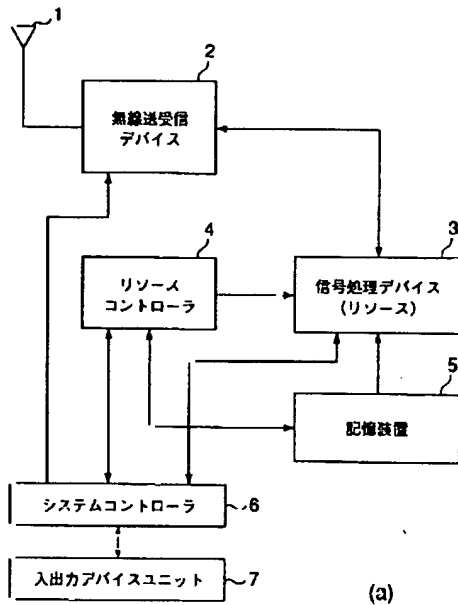 1
2
無線送受信
デバイス
4
リソース
コントローラ
3
信号処理デバイス
(リソース)
5
記憶装置
システムコントローラ
6
入出力アバイスユニット
7
(a)